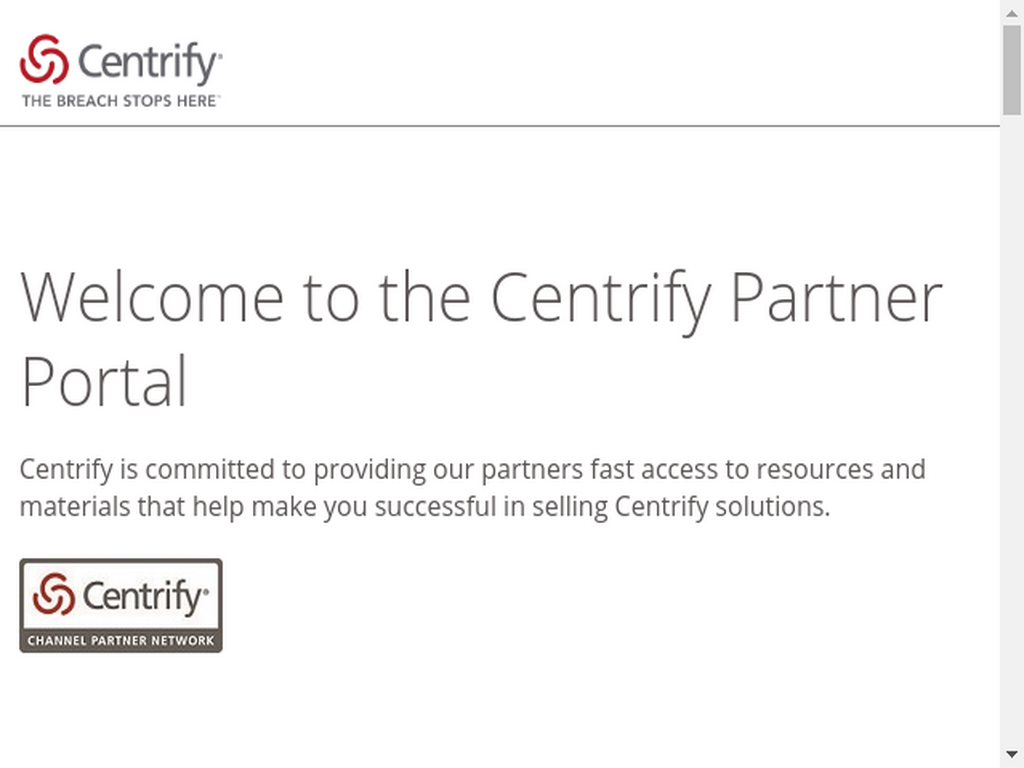 Centrify®
THE BREACH STOPS HERE™
Welcome to the Centrify Partner
Portal
Centrify is committed to providing our partners fast access to resources and
materials that help make you successful in selling Centrify solutions.
Centrify®
CHANNEL PARTNER NETWORK